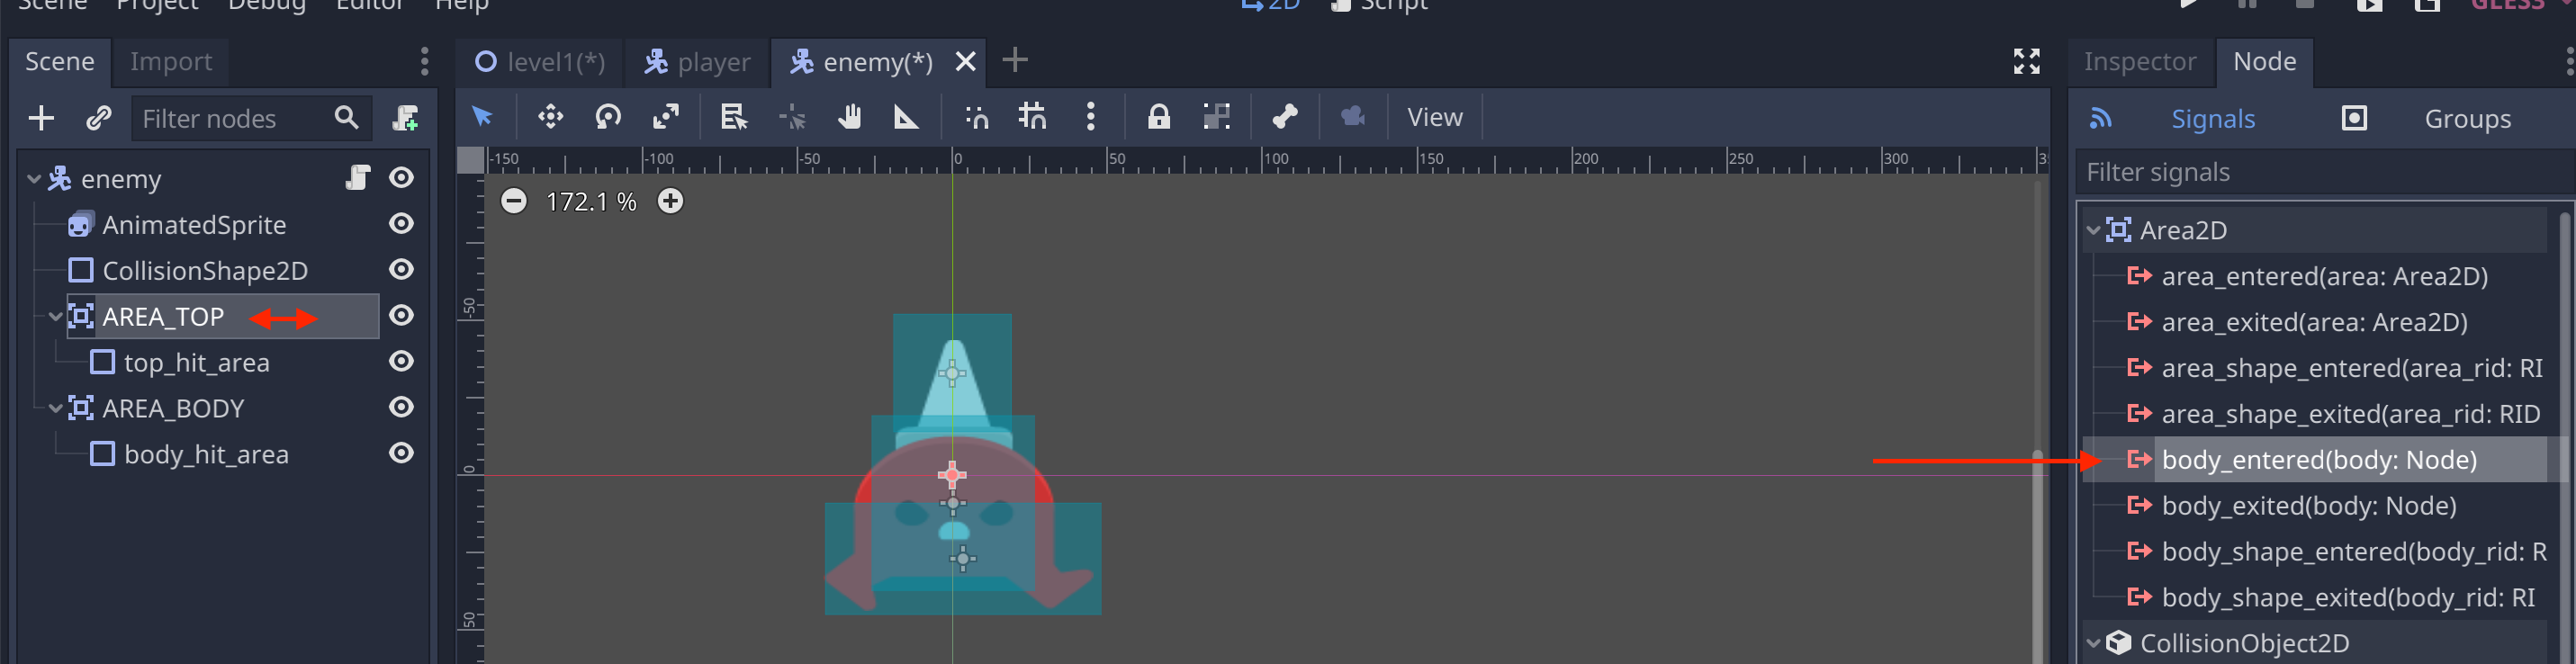 Scene Project Debug Editor Help
2D Script
GLES3
Scene Import
level1(*) player enemy(*)
Inspector Node
Filter nodes
View
Signals Groups
Filter signals
-150 -100 -50 0 50 100 150 200 250 300
-50
0
50
172.1 %
enemy
AnimatedSprite
CollisionShape2D
AREA_TOP
top_hit_area
AREA_BODY
body_hit_area
Area2D
area_entered(area: Area2D)
area_exited(area: Area2D)
area_shape_entered(area_rid: RI
area_shape_exited(area_rid: RID
body_entered(body: Node)
body_exited(body: Node)
body_shape_entered(body_rid: R
body_shape_exited(body_rid: RI
CollisionObject2D